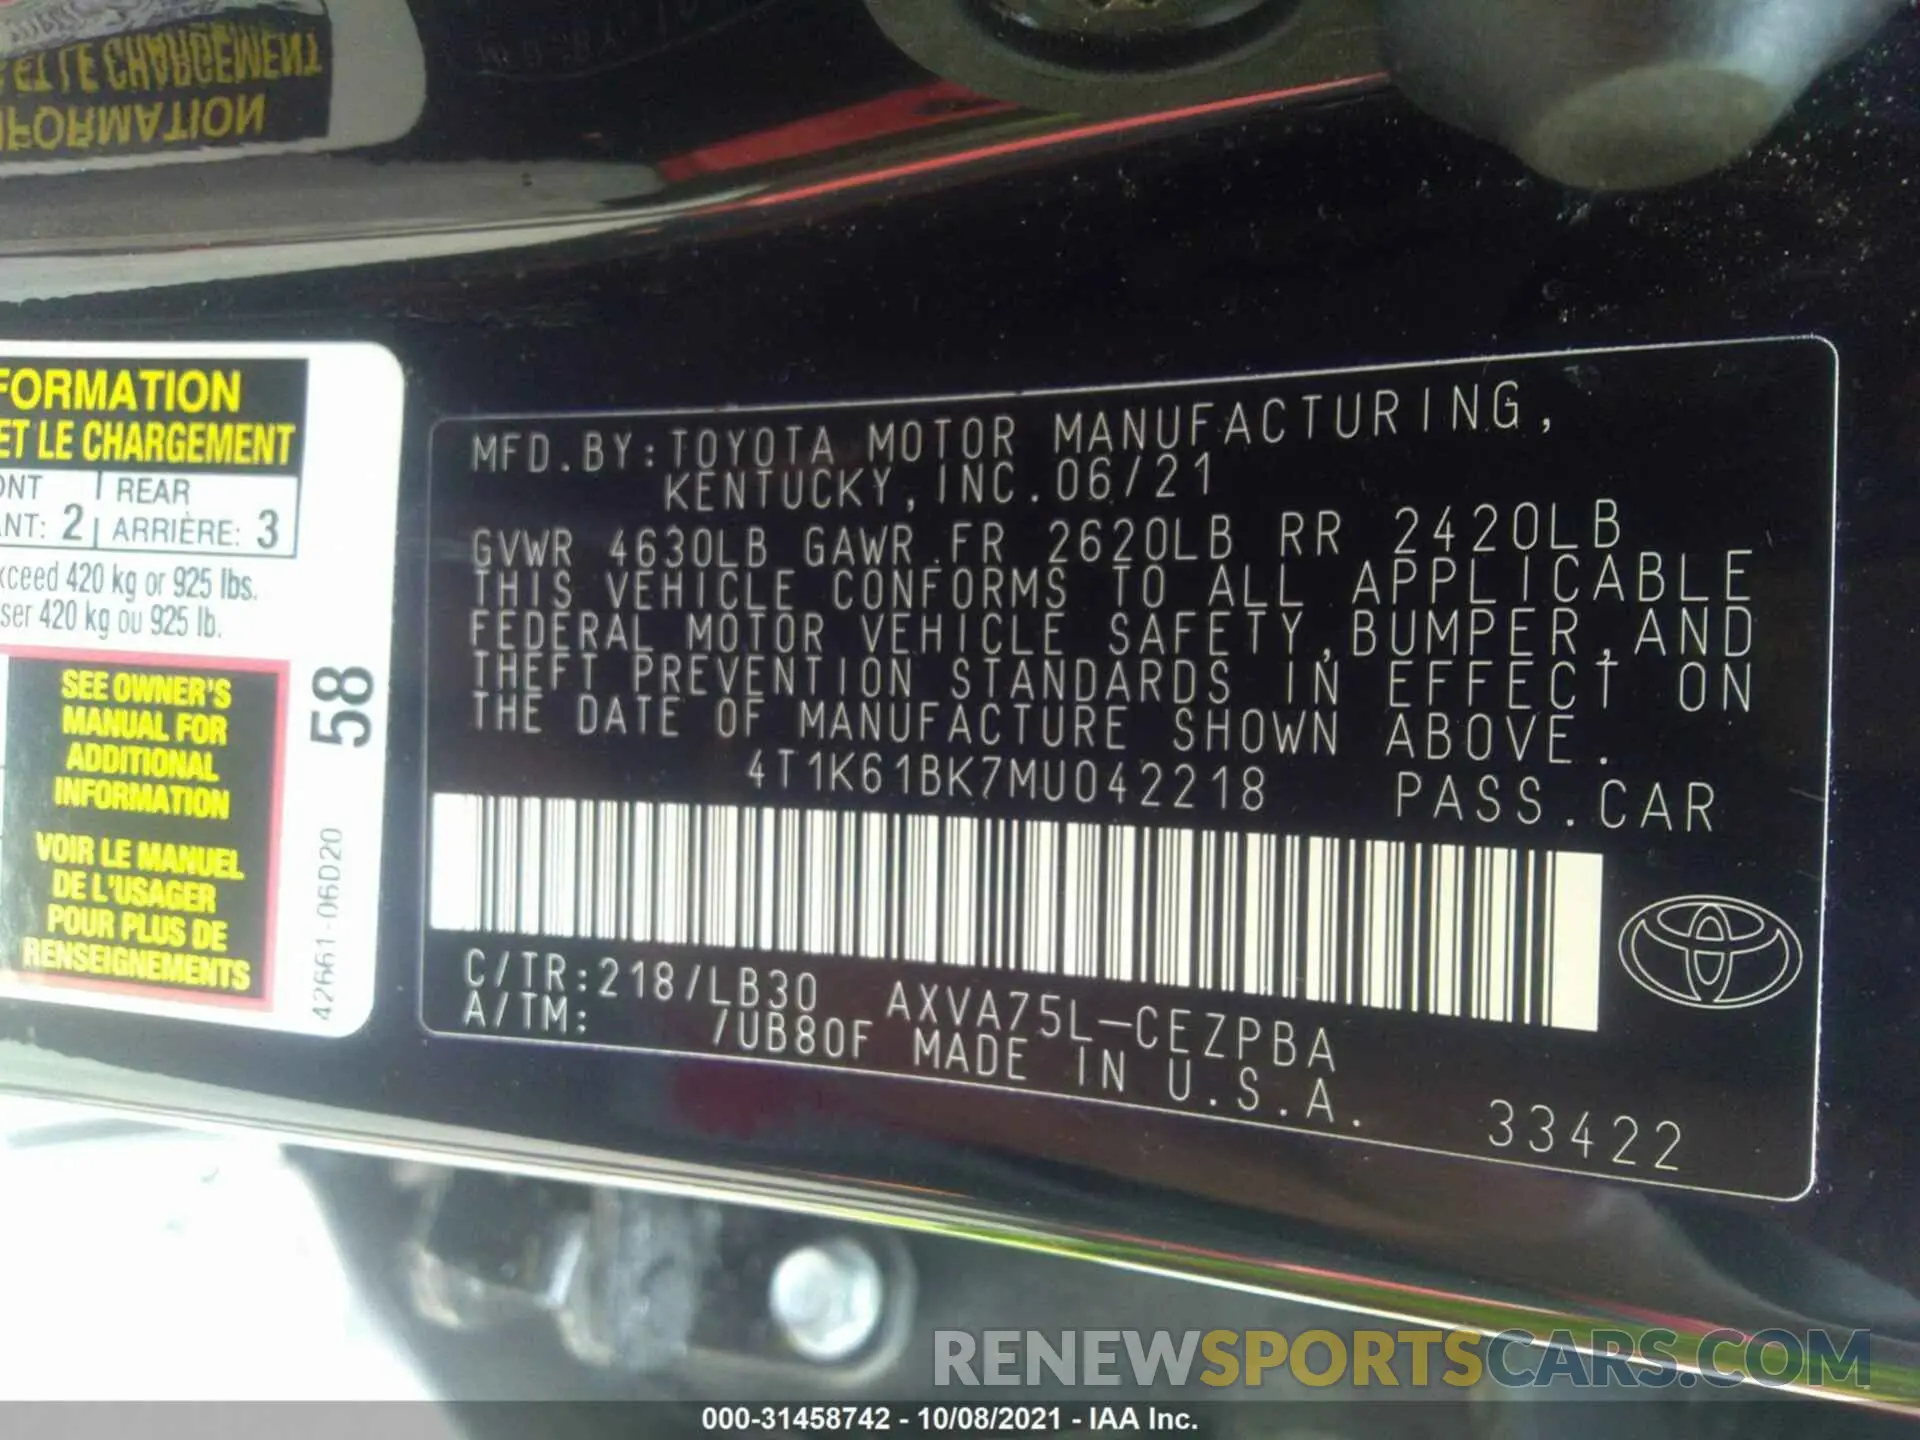 ET LE CHARGEMENT
FORMATION
FORMATION
ET LE CHARGEMENT
REAR
ANT: 2 ARRIÈRE: 3
xceed 420 kg or 925 lbs.
ser 420 kg ou 925 lb.
SEE OWNER'S
MANUAL FOR
ADDITIONAL
INFORMATION
VOIR LE MANUEL
DE L'USAGER
POUR PLUS DE
RENSEIGNEMENTS
58
42661-06D20
MFD.BY:TOYOTA MOTOR MANUFACTURING,
KENTUCKY,INC.06/21
GVWR 4630LB GAWR FR 2620LB RR 2420LB
THIS VEHICLE CONFORMS TO ALL APPLICABLE
FEDERAL MOTOR VEHICLE SAFETY,BUMPER,AND
THEFT PREVENTION STANDARDS IN EFFECT ON
THE DATE OF MANUFACTURE SHOWN ABOVE.
4T1K61BK7MU042218 PASS.CAR
C/TR:218/LB30 AXVA75L-CEZPBA
A/TM: /UB80F MADE IN U.S.A.
33422
RENEWSPORTSCARS.COM
000-31458742 - 10/08/2021 - IAA Inc.